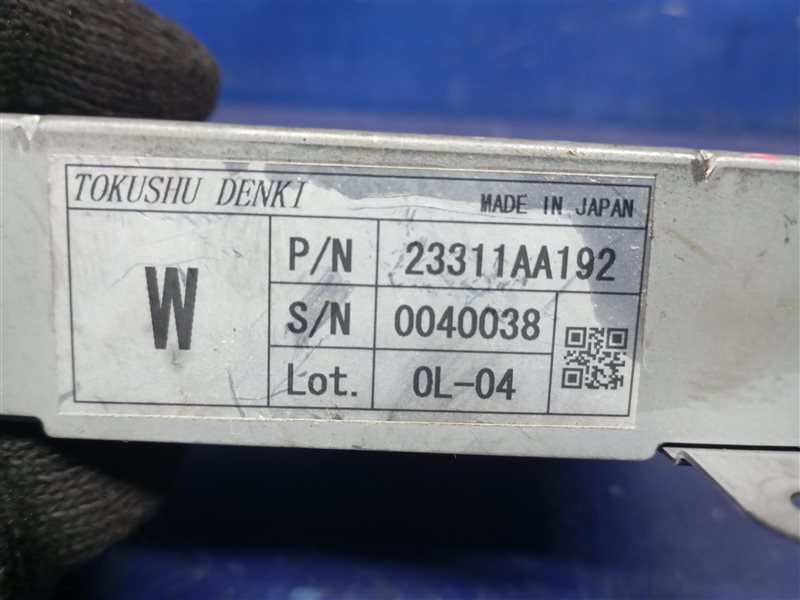 TOKUSHU DENKI MADE IN JAPAN
W
P/N 23311AA192
S/N 0040038
Lot. 0L-04